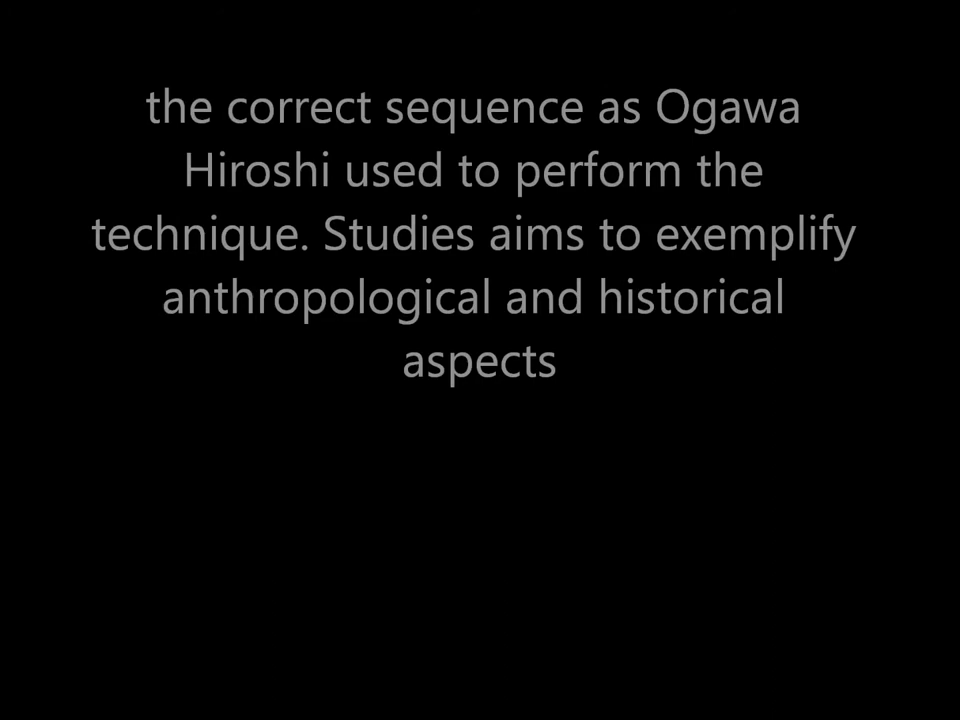 the correct sequence as Ogawa
Hiroshi used to perform the
technique. Studies aims to exemplify
anthropological and historical
aspects